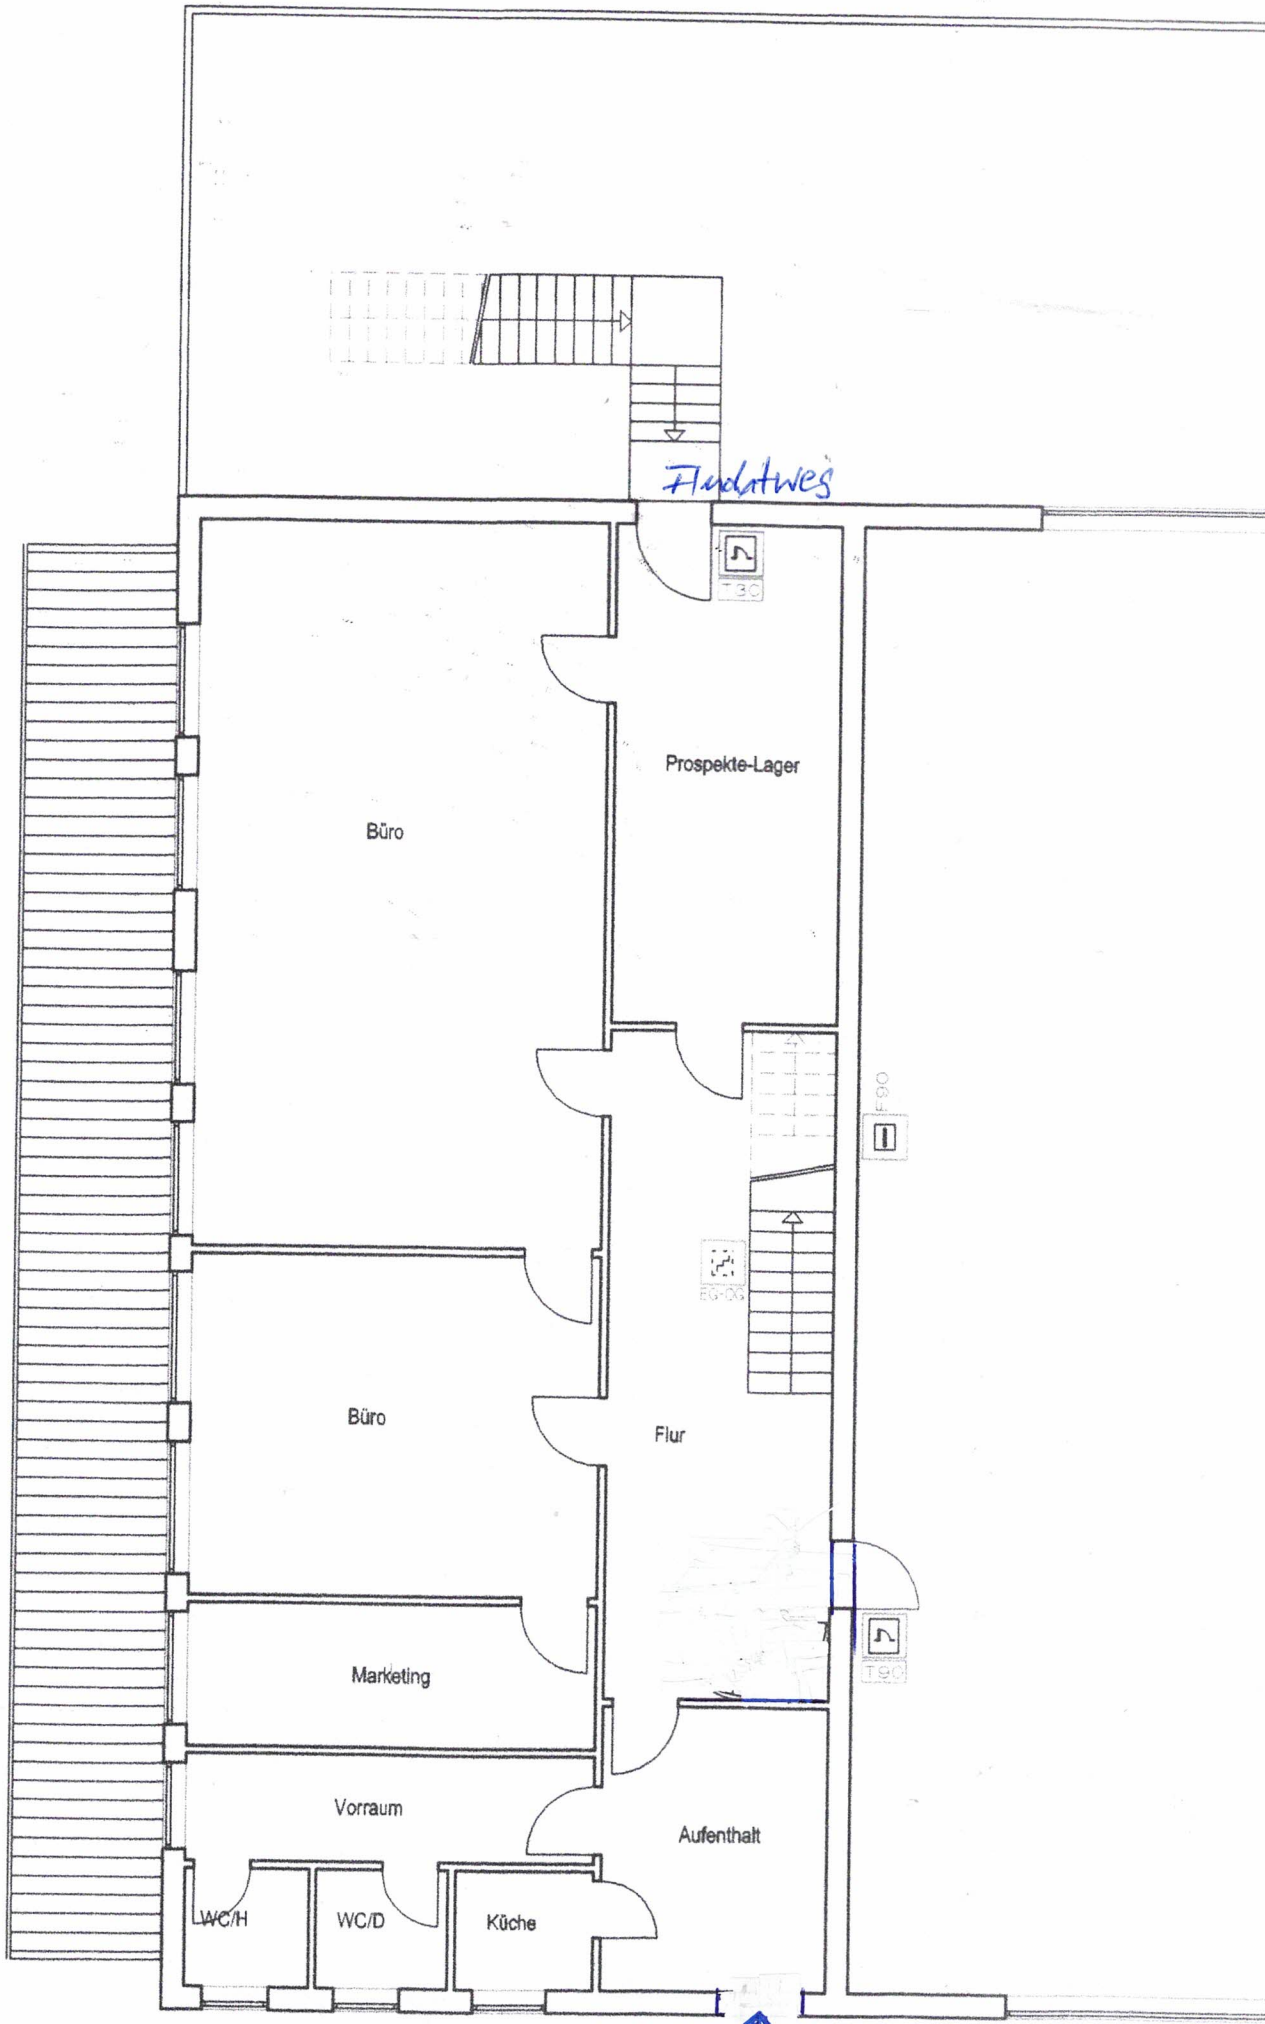 Fluchtweg
T30
Prospekte-Lager
Büro
F90
EG-OG
Büro
Flur
T90
Marketing
Vorraum
Aufenthalt
WC/H
WC/D
Küche